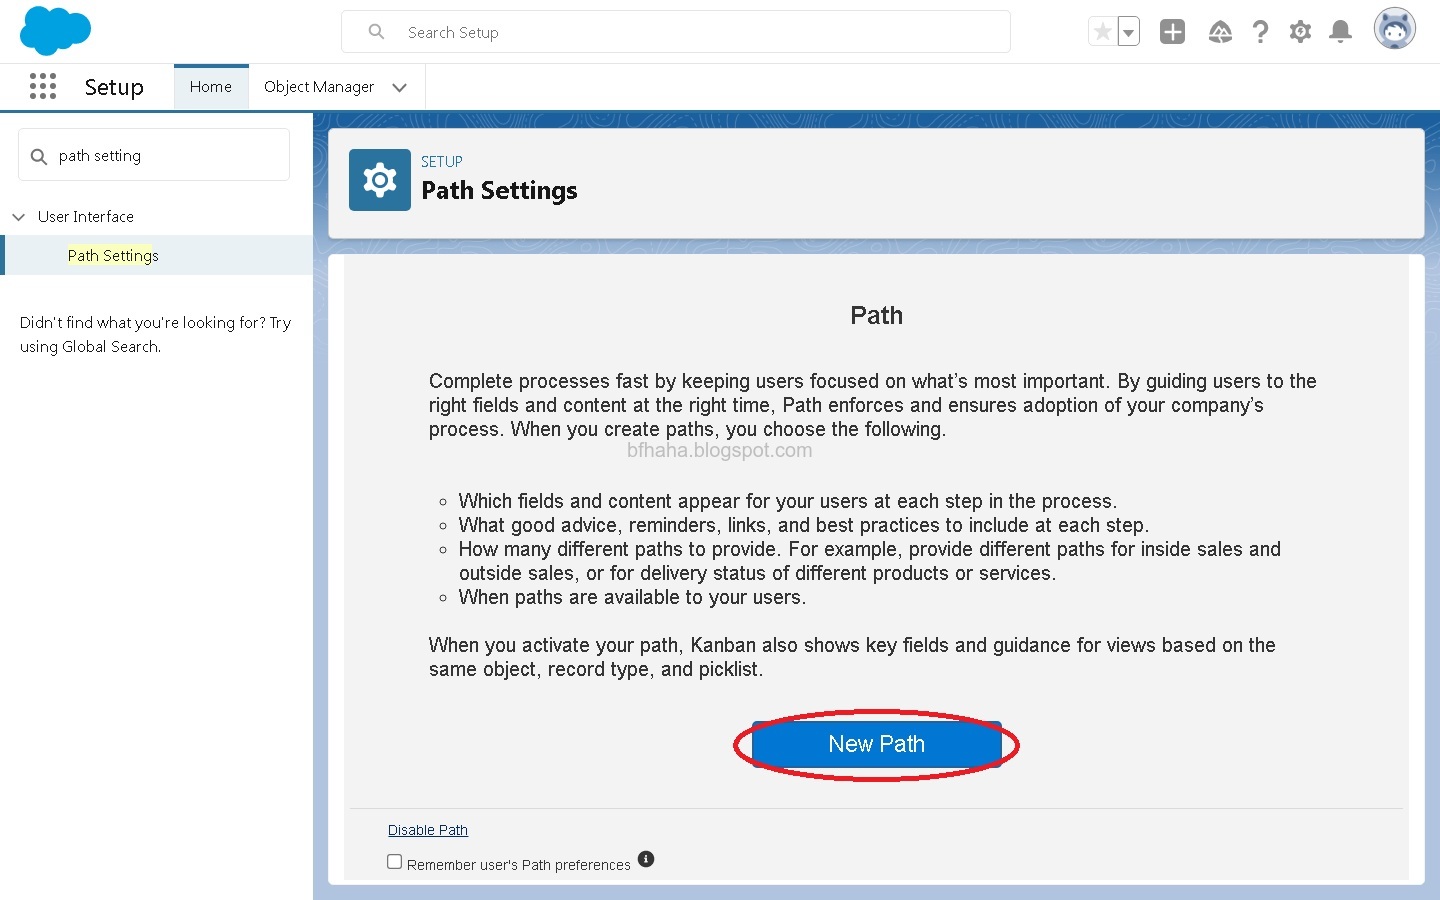 Search Setup
Setup
Home
Object Manager
path setting
User Interface
Path Settings
Didn't find what you're looking for? Try
using Global Search.
SETUP
Path Settings
Path
Complete processes fast by keeping users focused on what’s most important. By guiding users to the
right fields and content at the right time, Path enforces and ensures adoption of your company’s
process. When you create paths, you choose the following.
bfhaha.blogspot.com
Which fields and content appear for your users at each step in the process.
What good advice, reminders, links, and best practices to include at each step.
How many different paths to provide. For example, provide different paths for inside sales and
outside sales, or for delivery status of different products or services.
When paths are available to your users.
When you activate your path, Kanban also shows key fields and guidance for views based on the
same object, record type, and picklist.
New Path
Disable Path
Remember user's Path preferences